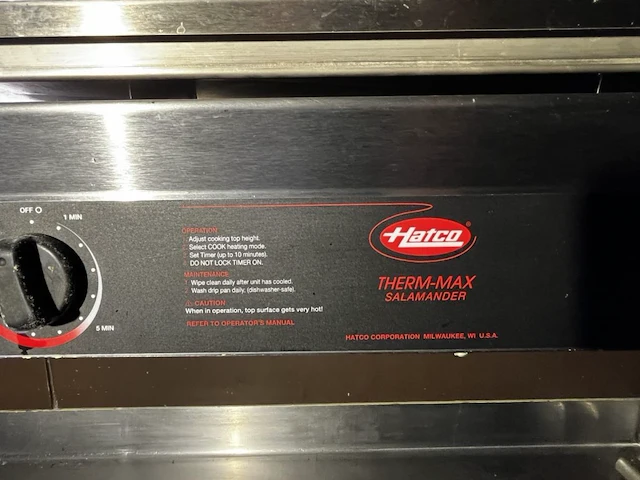 OFF O
1 MIN
5 MIN
OPERATION
Adjust cooking top height.
Select COOK heating mode.
Set Timer (up to 10 minutes).
DO NOT LOCK TIMER ON.
MAINTENANCE
Wipe clean daily after unit has cooled.
Wash drip pan daily. (dishwasher-safe).
⚠ CAUTION
When in operation, top surface gets very hot!
REFER TO OPERATOR'S MANUAL
Hatco®
THERM-MAX
SALAMANDER
HATCO CORPORATION MILWAUKEE, WI U.S.A.